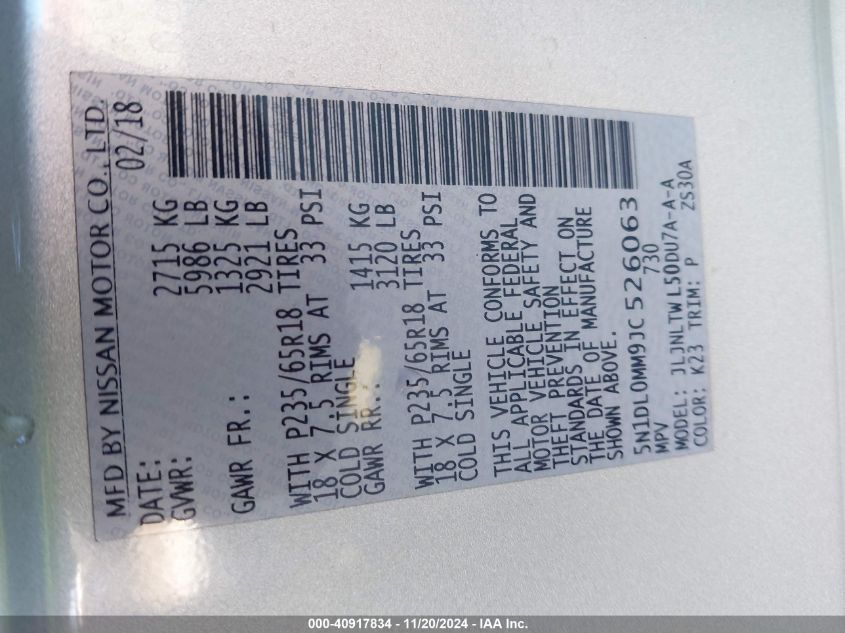 MFD BY NISSAN MOTOR CO., LTD.
DATE: 02/18
GVWR: 2715 KG
5986 LB
GAWR FR.: 1325 KG
2921 LB
WITH P235/65R18 TIRES
18 X 7.5 RIMS AT 33 PSI
COLD SINGLE
GAWR RR.: 1415 KG
3120 LB
WITH P235/65R18 TIRES
18 X 7.5 RIMS AT 33 PSI
COLD SINGLE
THIS VEHICLE CONFORMS TO
ALL APPLICABLE FEDERAL
MOTOR VEHICLE SAFETY AND
THEFT PREVENTION
STANDARDS IN EFFECT ON
THE DATE OF MANUFACTURE
SHOWN ABOVE.
5N1DL0MM9JC526063
MPV 730
MODEL: JLJNLTWL50DU7A-A-A
COLOR: K23 TRIM: P ZS30A
000-40917834 - 11/20/2024 - IAA Inc.